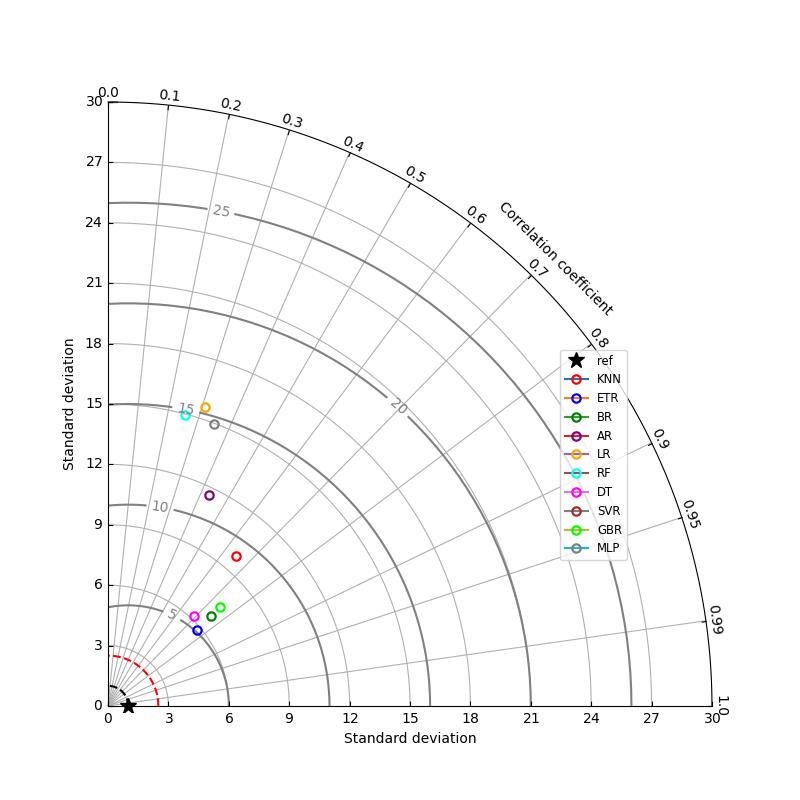 0.0
0.1
0.2
0.3
0.4
0.5
0.6
0.7
0.8
0.9
0.95
0.99
1.0
Correlation coefficient
30
27
24
21
18
15
12
9
6
3
0
Standard deviation
25
20
15
10
5
ref
KNN
ETR
BR
AR
LR
RF
DT
SVR
GBR
MLP
0 3 6 9 12 15 18 21 24 27 30
Standard deviation